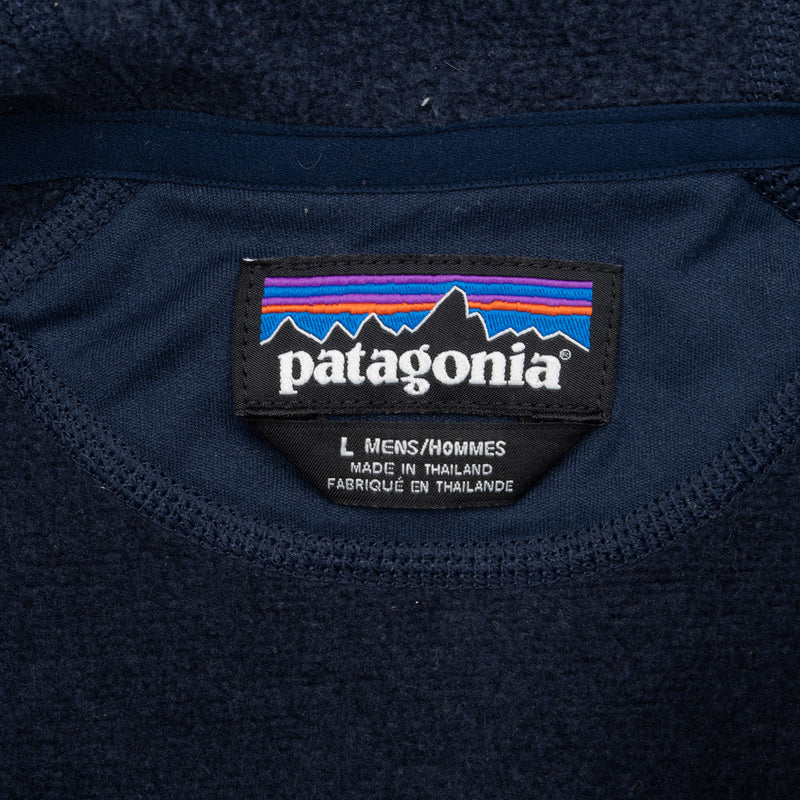 patagonia®
L MENS/HOMMES
MADE IN THAILAND
FABRIQUÉ EN THAILANDE